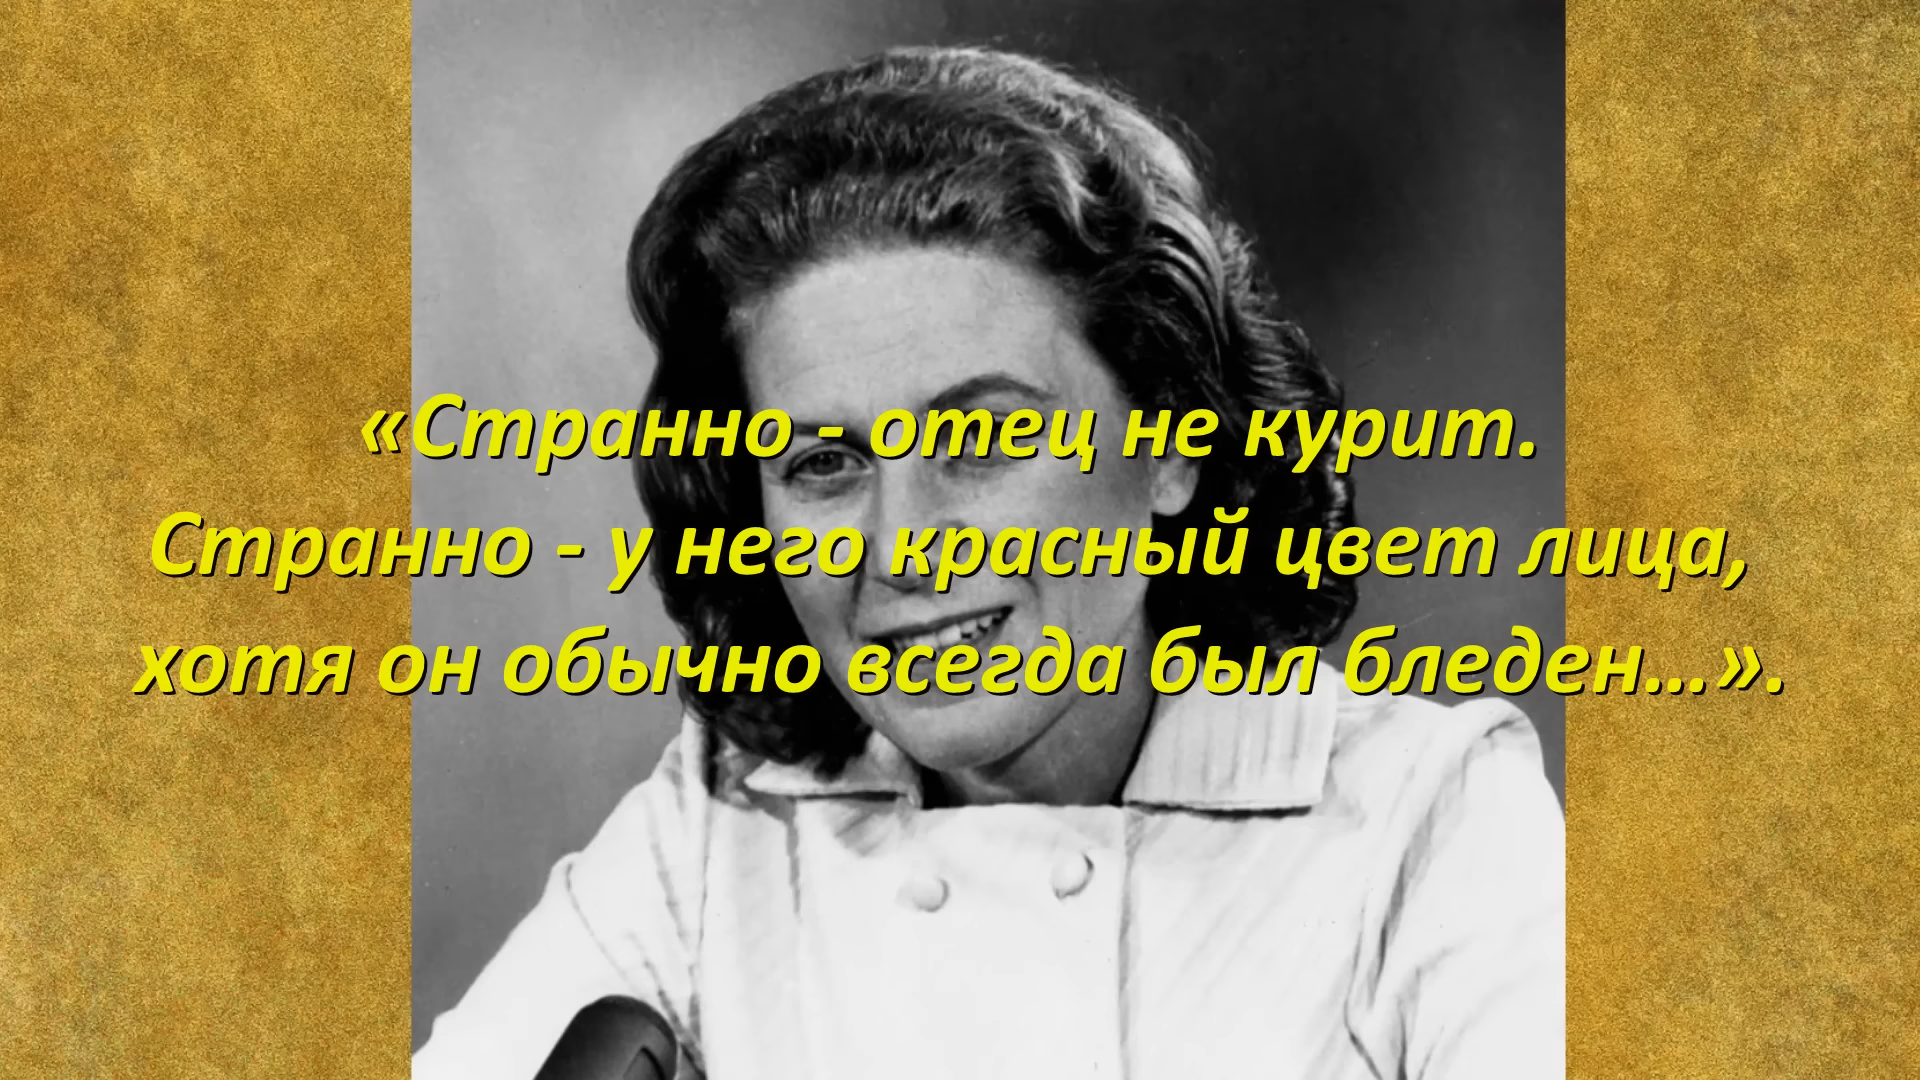 «Странно - отец не курит.
Странно - у него красный цвет лица,
хотя он обычно всегда был бледен...».